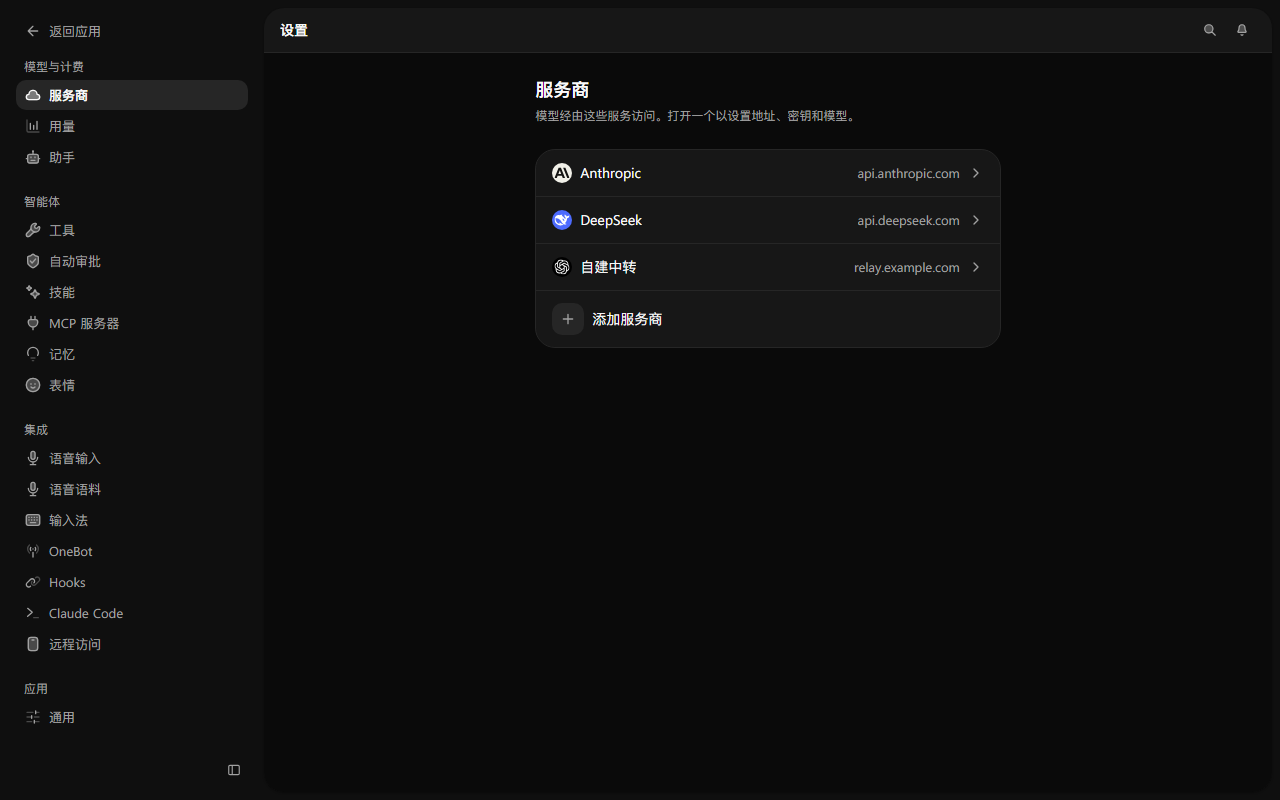 返回应用
模型与计费
服务商
用量
助手
智能体
工具
自动审批
技能
MCP 服务器
记忆
表情
集成
语音输入
语音语料
输入法
OneBot
Hooks
Claude Code
远程访问
应用
通用
设置
服务商
模型经由这些服务访问。打开一个以设置地址、密钥和模型。
Anthropic api.anthropic.com
DeepSeek api.deepseek.com
自建中转 relay.example.com
添加服务商